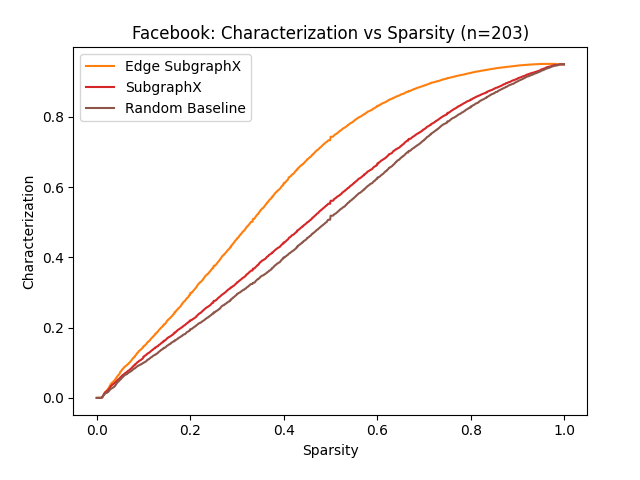 Facebook: Characterization vs Sparsity (n=203)
Edge SubgraphX
SubgraphX
Random Baseline
Characterization
0.8
0.6
0.4
0.2
0.0
0.0 0.2 0.4 0.6 0.8 1.0
Sparsity